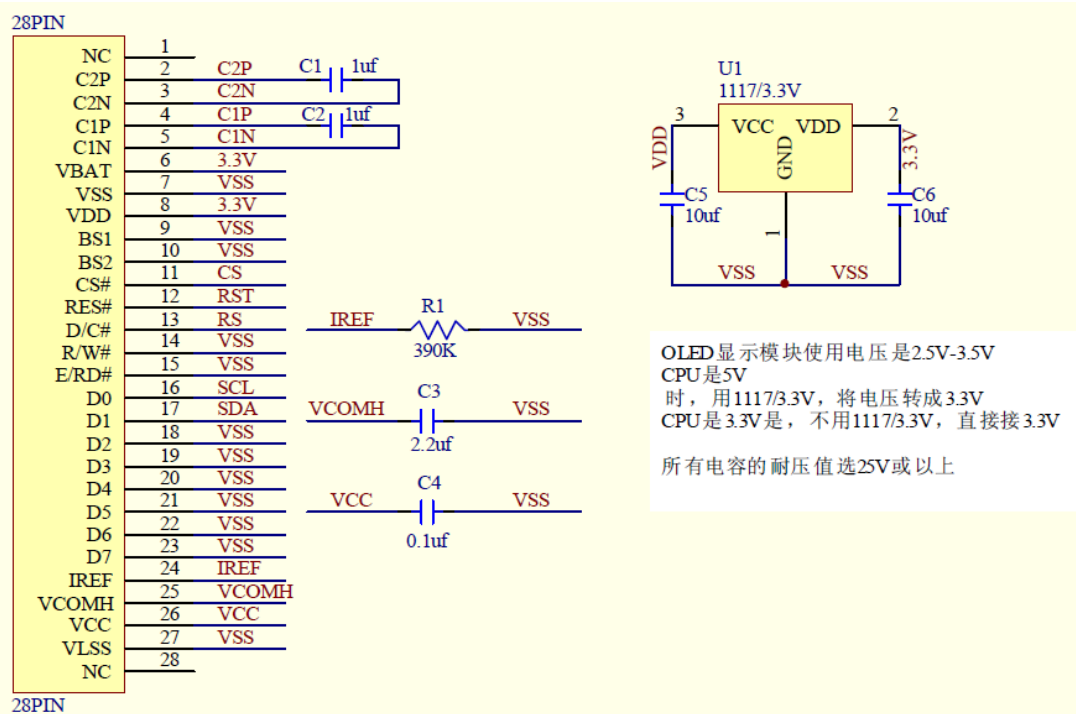 28PIN
NC 1
C2P 2 C2P C1 1uf
C2N 3 C2N
C1P 4 C1P C2 1uf
C1N 5 C1N
VBAT 6 3.3V
VSS 7 VSS
VDD 8 3.3V
BS1 9 VSS
BS2 10 VSS
CS# 11 CS
RES# 12 RST
D/C# 13 RS
R/W# 14 VSS
E/RD# 15 VSS
D0 16 SCL
D1 17 SDA
D2 18 VSS
D3 19 VSS
D4 20 VSS
D5 21 VSS
D6 22 VSS
D7 23 VSS
IREF 24 IREF
VCOMH 25 VCOMH
VCC 26 VCC
VLSS 27 VSS
NC 28
28PIN
R1
IREF VSS
390K
C3
VCOMH VSS
2.2uf
C4
VCC VSS
0.1uf
U1
1117/3.3V
3 VCC VDD 2
GND
VDD
3.3V
C5
10uf
C6
10uf
1
VSS VSS
OLED显示模块使用电压是2.5V-3.5V
CPU是5V
时，用1117/3.3V，将电压转成3.3V
CPU是3.3V是，不用1117/3.3V，直接接3.3V
所有电容的耐压值选25V或以上